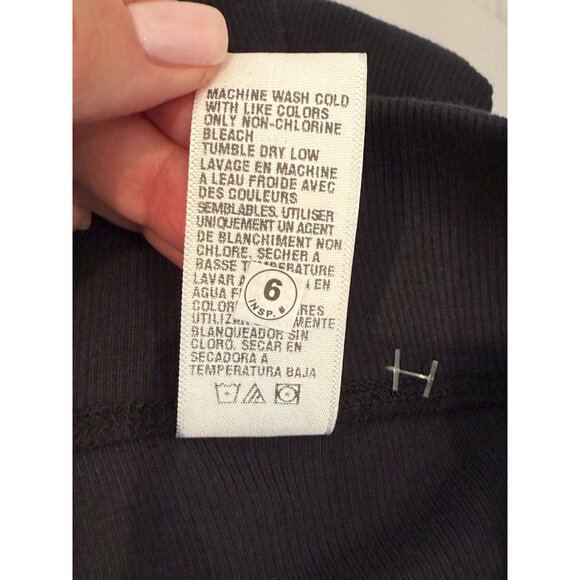 MACHINE WASH COLD
WITH LIKE COLORS
ONLY NON-CHLORINE
BLEACH
TUMBLE DRY LOW
LAVAGE EN MACHINE
A LEAU FROIDE AVEC
DES COULEURS
SEMBLABLES. UTILISER
UNIQUEMENT UN AGENT
DE BLANCHIMENT NON
CHLORE. SECHER A
BASSE TEMPERATURE
LAVAR A EN
AGUA
6
INSP. #
BLANQUEADOR SIN
CLORO. SECAR EN
SECADORA A
TEMPERATURA BAJA